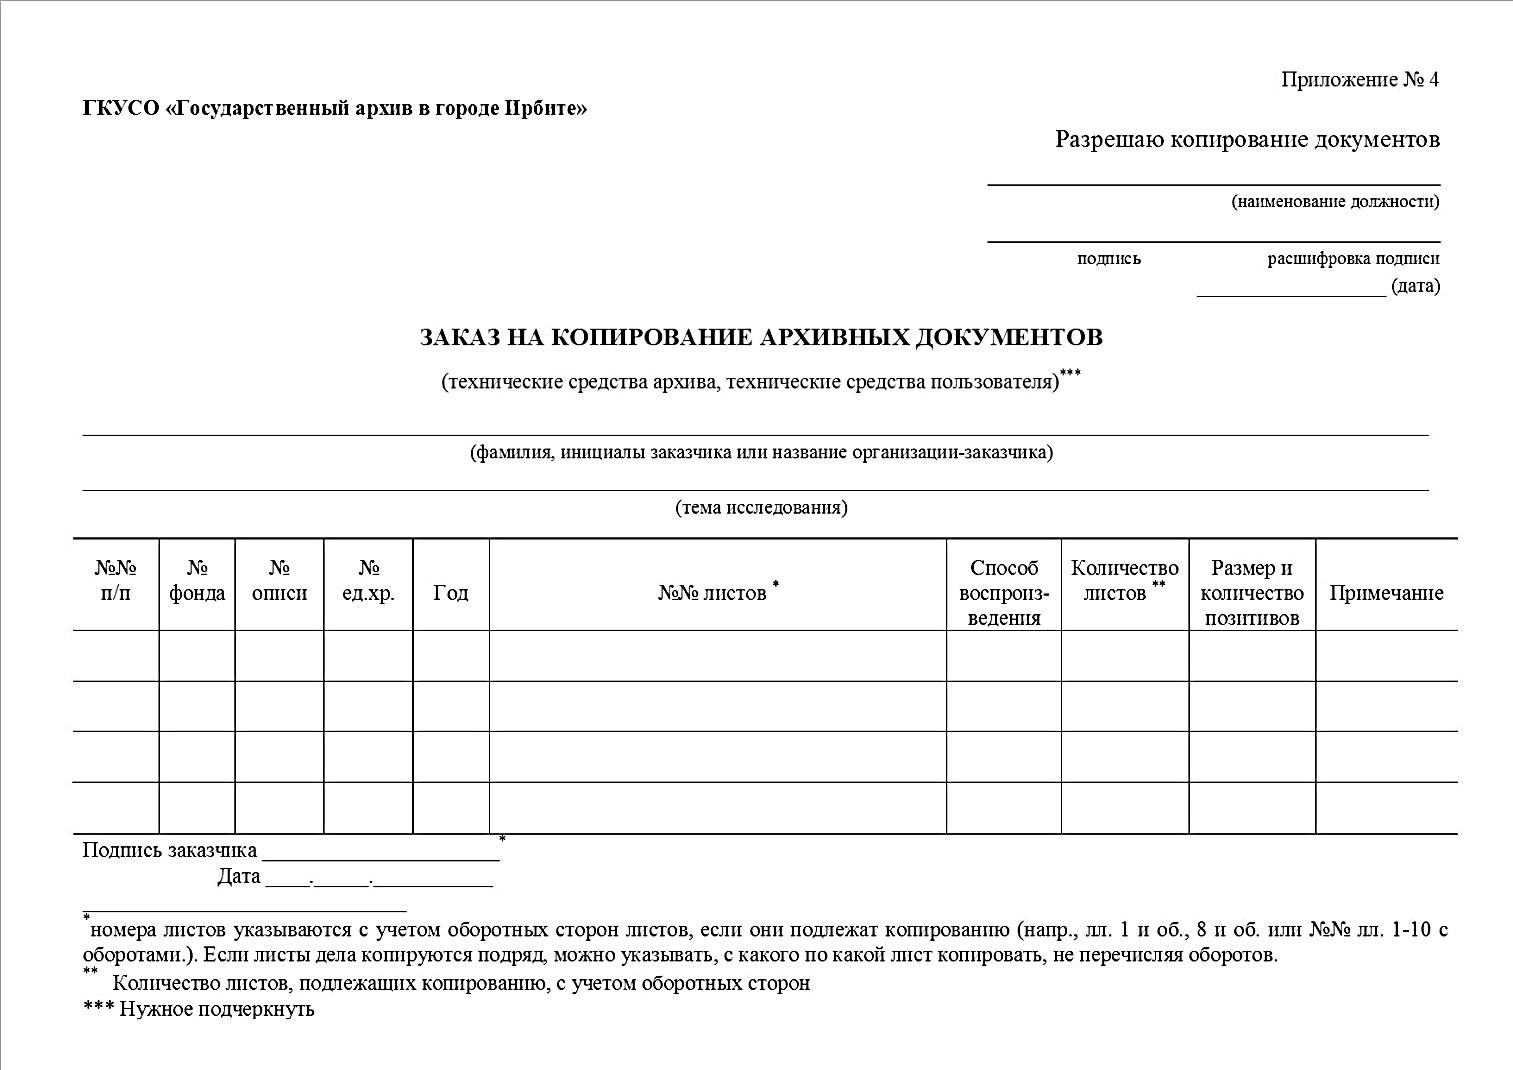 Приложение № 4
ГКУСО «Государственный архив в городе Ирбите»
Разрешаю копирование документов
(наименование должности)
подпись расшифровка подписи
(дата)
ЗАКАЗ НА КОПИРОВАНИЕ АРХИВНЫХ ДОКУМЕНТОВ
(технические средства архива, технические средства пользователя)***
(фамилия, инициалы заказчика или название организации-заказчика)
(тема исследования)
№№ п/п
№ фонда
№ описи
№ ед.хр.
Год
№№ листов *
Способ воспроиз-ведения
Количество листов **
Размер и количество позитивов
Примечание
Подпись заказчика ______________________*
Дата ____._____.___________
*номера листов указываются с учетом оборотных сторон листов, если они подлежат копированию (напр., лл. 1 и об., 8 и об. или №№ лл. 1-10 с
оборотами.). Если листы дела копируются подряд, можно указывать, с какого по какой лист копировать, не перечисляя оборотов.
** Количество листов, подлежащих копированию, с учетом оборотных сторон
*** Нужное подчеркнуть